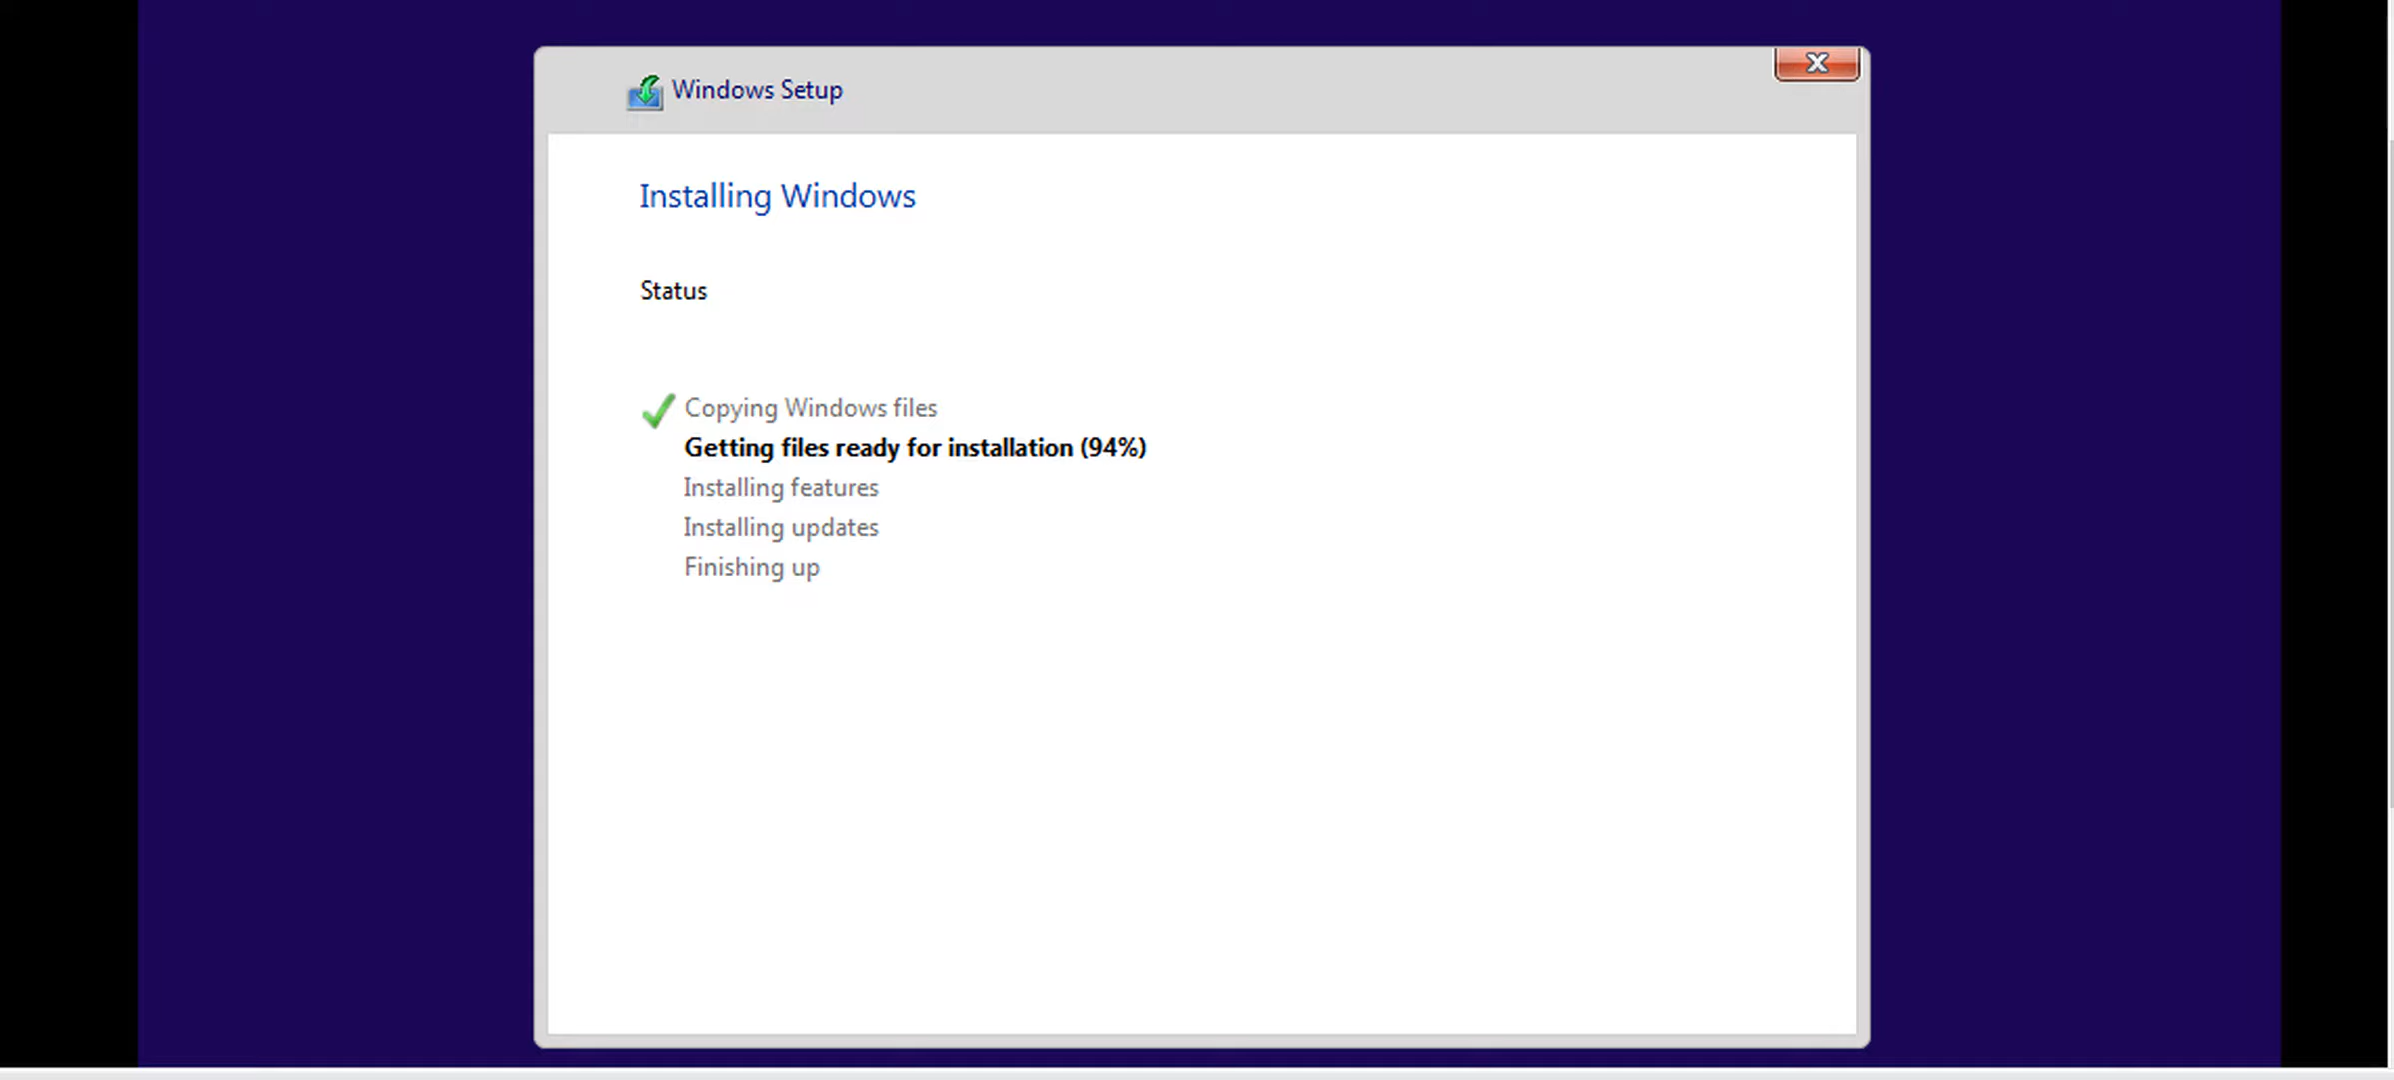 Windows Setup
Installing Windows
Status
Copying Windows files
Getting files ready for installation (94%)
Installing features
Installing updates
Finishing up